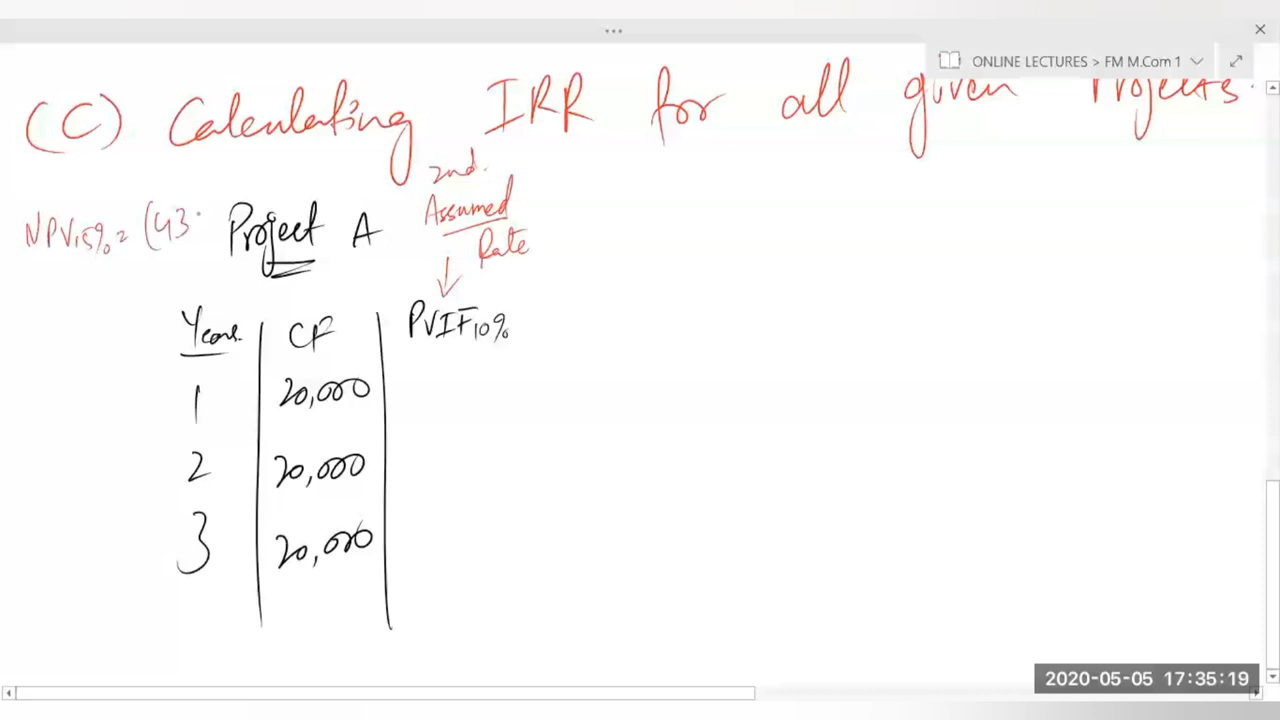 ONLINE LECTURES > FM M.Com 1
(C) Calculating IRR for all given Projects.
2nd.
Assumed
Rate
NPV15% = (43.
Project A
Years. CF PVIF10%
1 20,000
2 20,000
3 20,000
2020-05-05 17:35:19